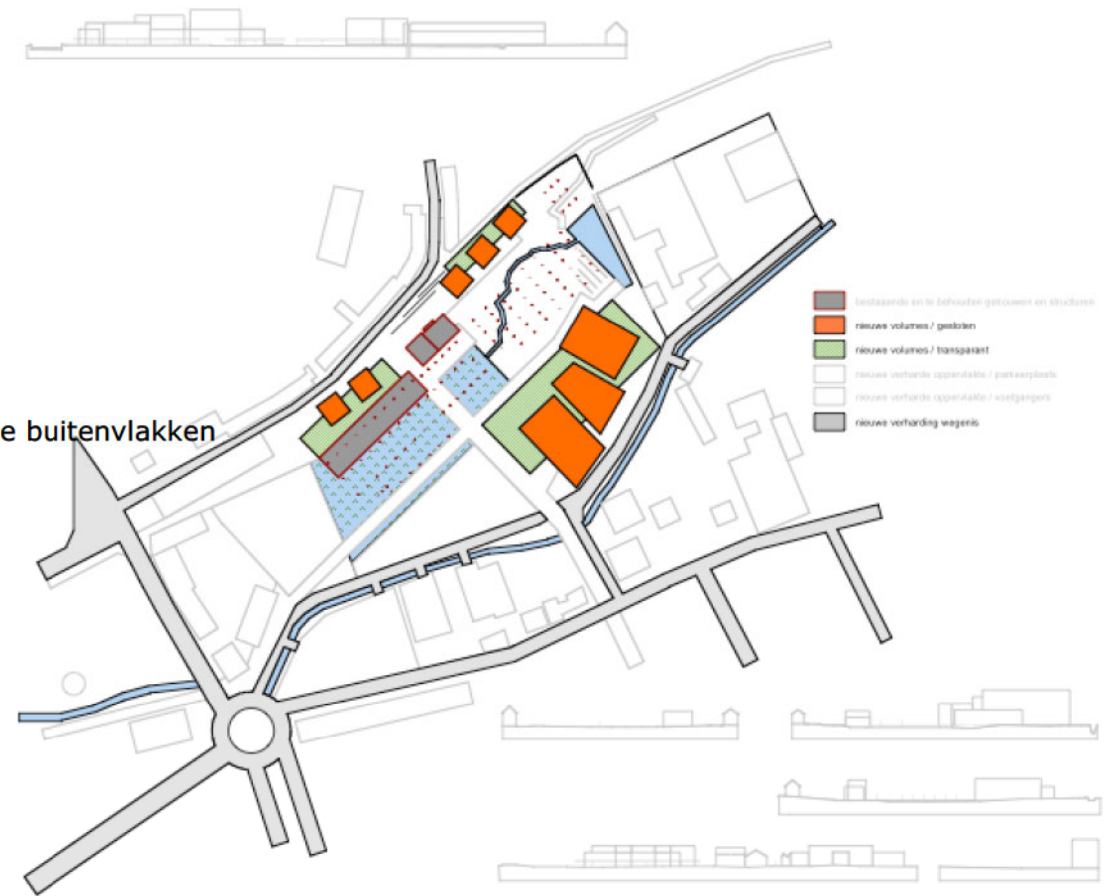 bestaande en te behouden gebouwen en structuren
nieuwe volumes / gesloten
nieuwe volumes / transparant
nieuwe verharde oppervlakte / parkeerplaats
nieuwe verharde oppervlakte / voetgangers
nieuwe verharding wegenis
e buitenvlakken